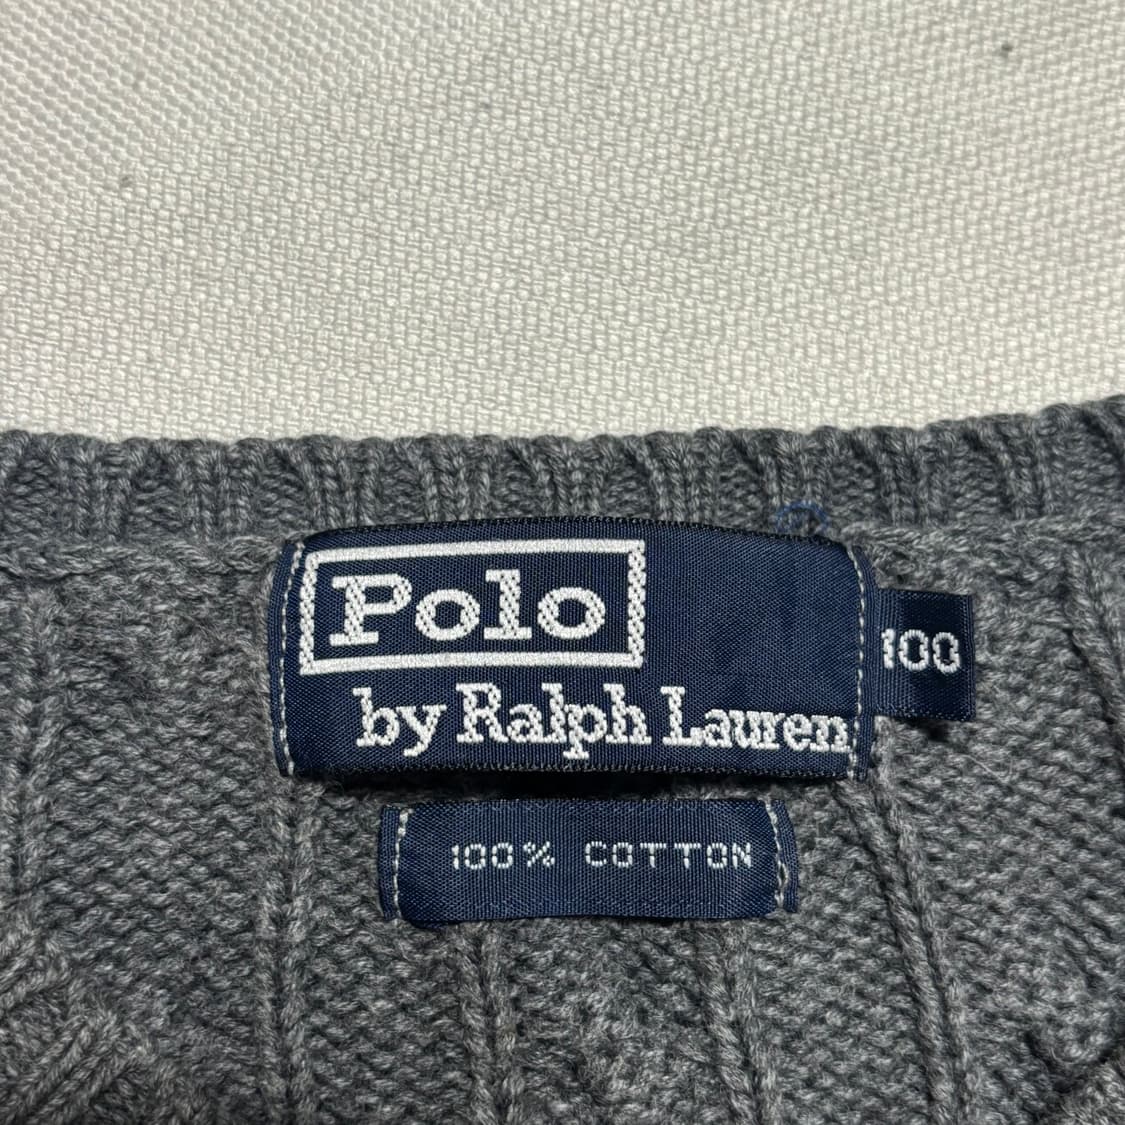 Polo
by Ralph Lauren
100
100% COTTON